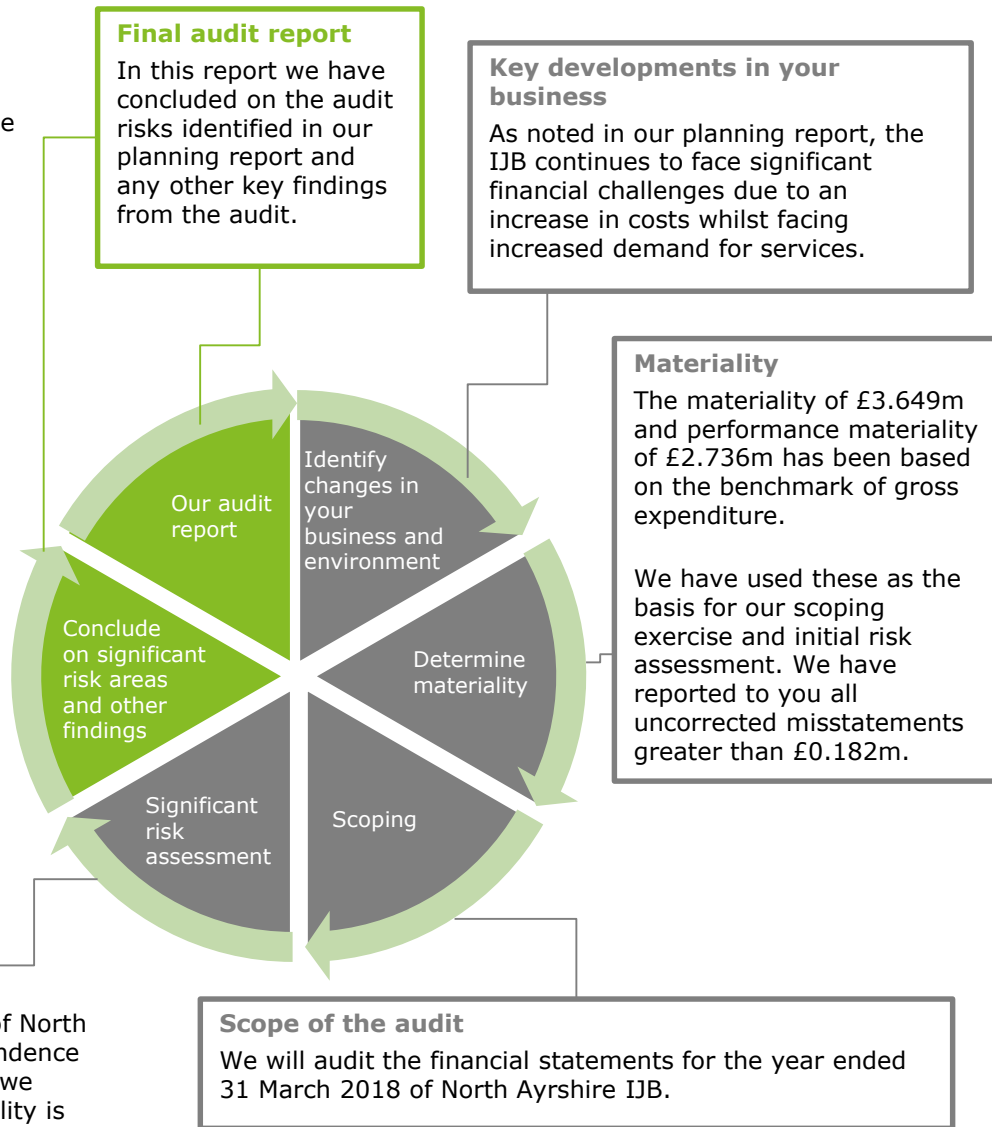 Final audit report
In this report we have
concluded on the audit
risks identified in our
planning report and
any other key findings
from the audit.
Key developments in your
business
As noted in our planning report, the
IJB continues to face significant
financial challenges due to an
increase in costs whilst facing
increased demand for services.
e
Materiality
The materiality of £3.649m
and performance materiality
of £2.736m has been based
on the benchmark of gross
expenditure.
We have used these as the
basis for our scoping
exercise and initial risk
assessment. We have
reported to you all
uncorrected misstatements
greater than £0.182m.
Identify
changes in
your
business and
environment
Determine
materiality
Scoping
Significant
risk
assessment
Conclude
on significant
risk areas
and other
findings
Our audit
report
of North
ndence
we
lity is
Scope of the audit
We will audit the financial statements for the year ended
31 March 2018 of North Ayrshire IJB.